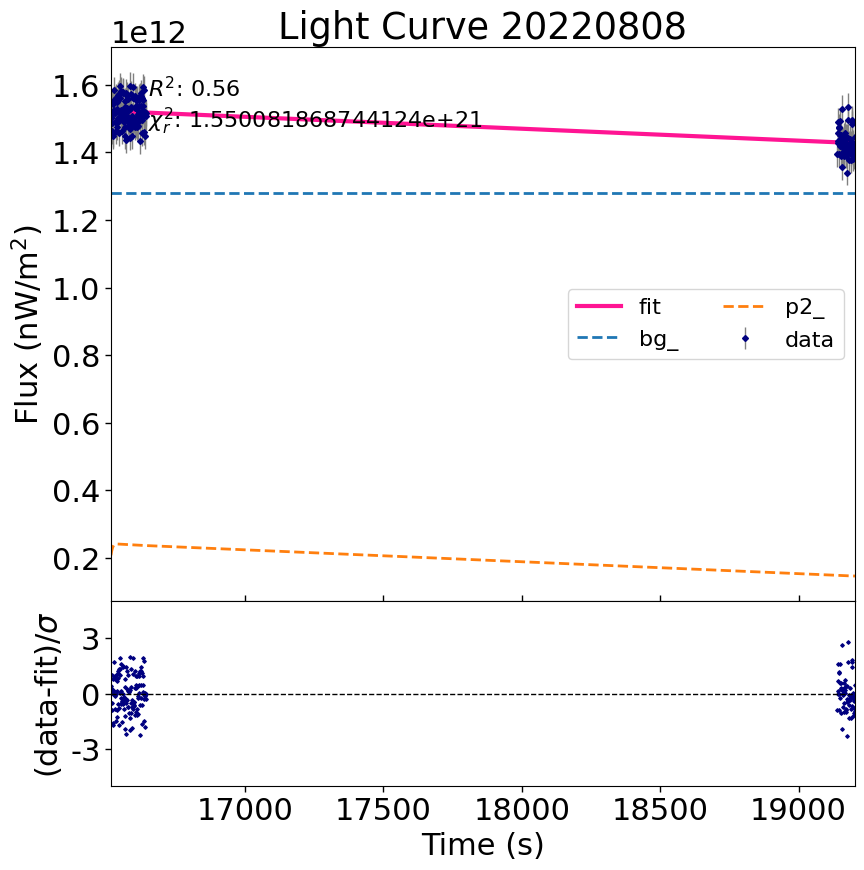 Light Curve 20220808
1e12
R²: 0.56
χ²ᵣ: 1.550081868744124e+21
Flux (nW/m²)
1.6
1.4
1.2
1.0
0.8
0.6
0.4
0.2
fit
bg_
p2_
data
(data-fit)/σ
3
0
-3
17000 17500 18000 18500 19000
Time (s)